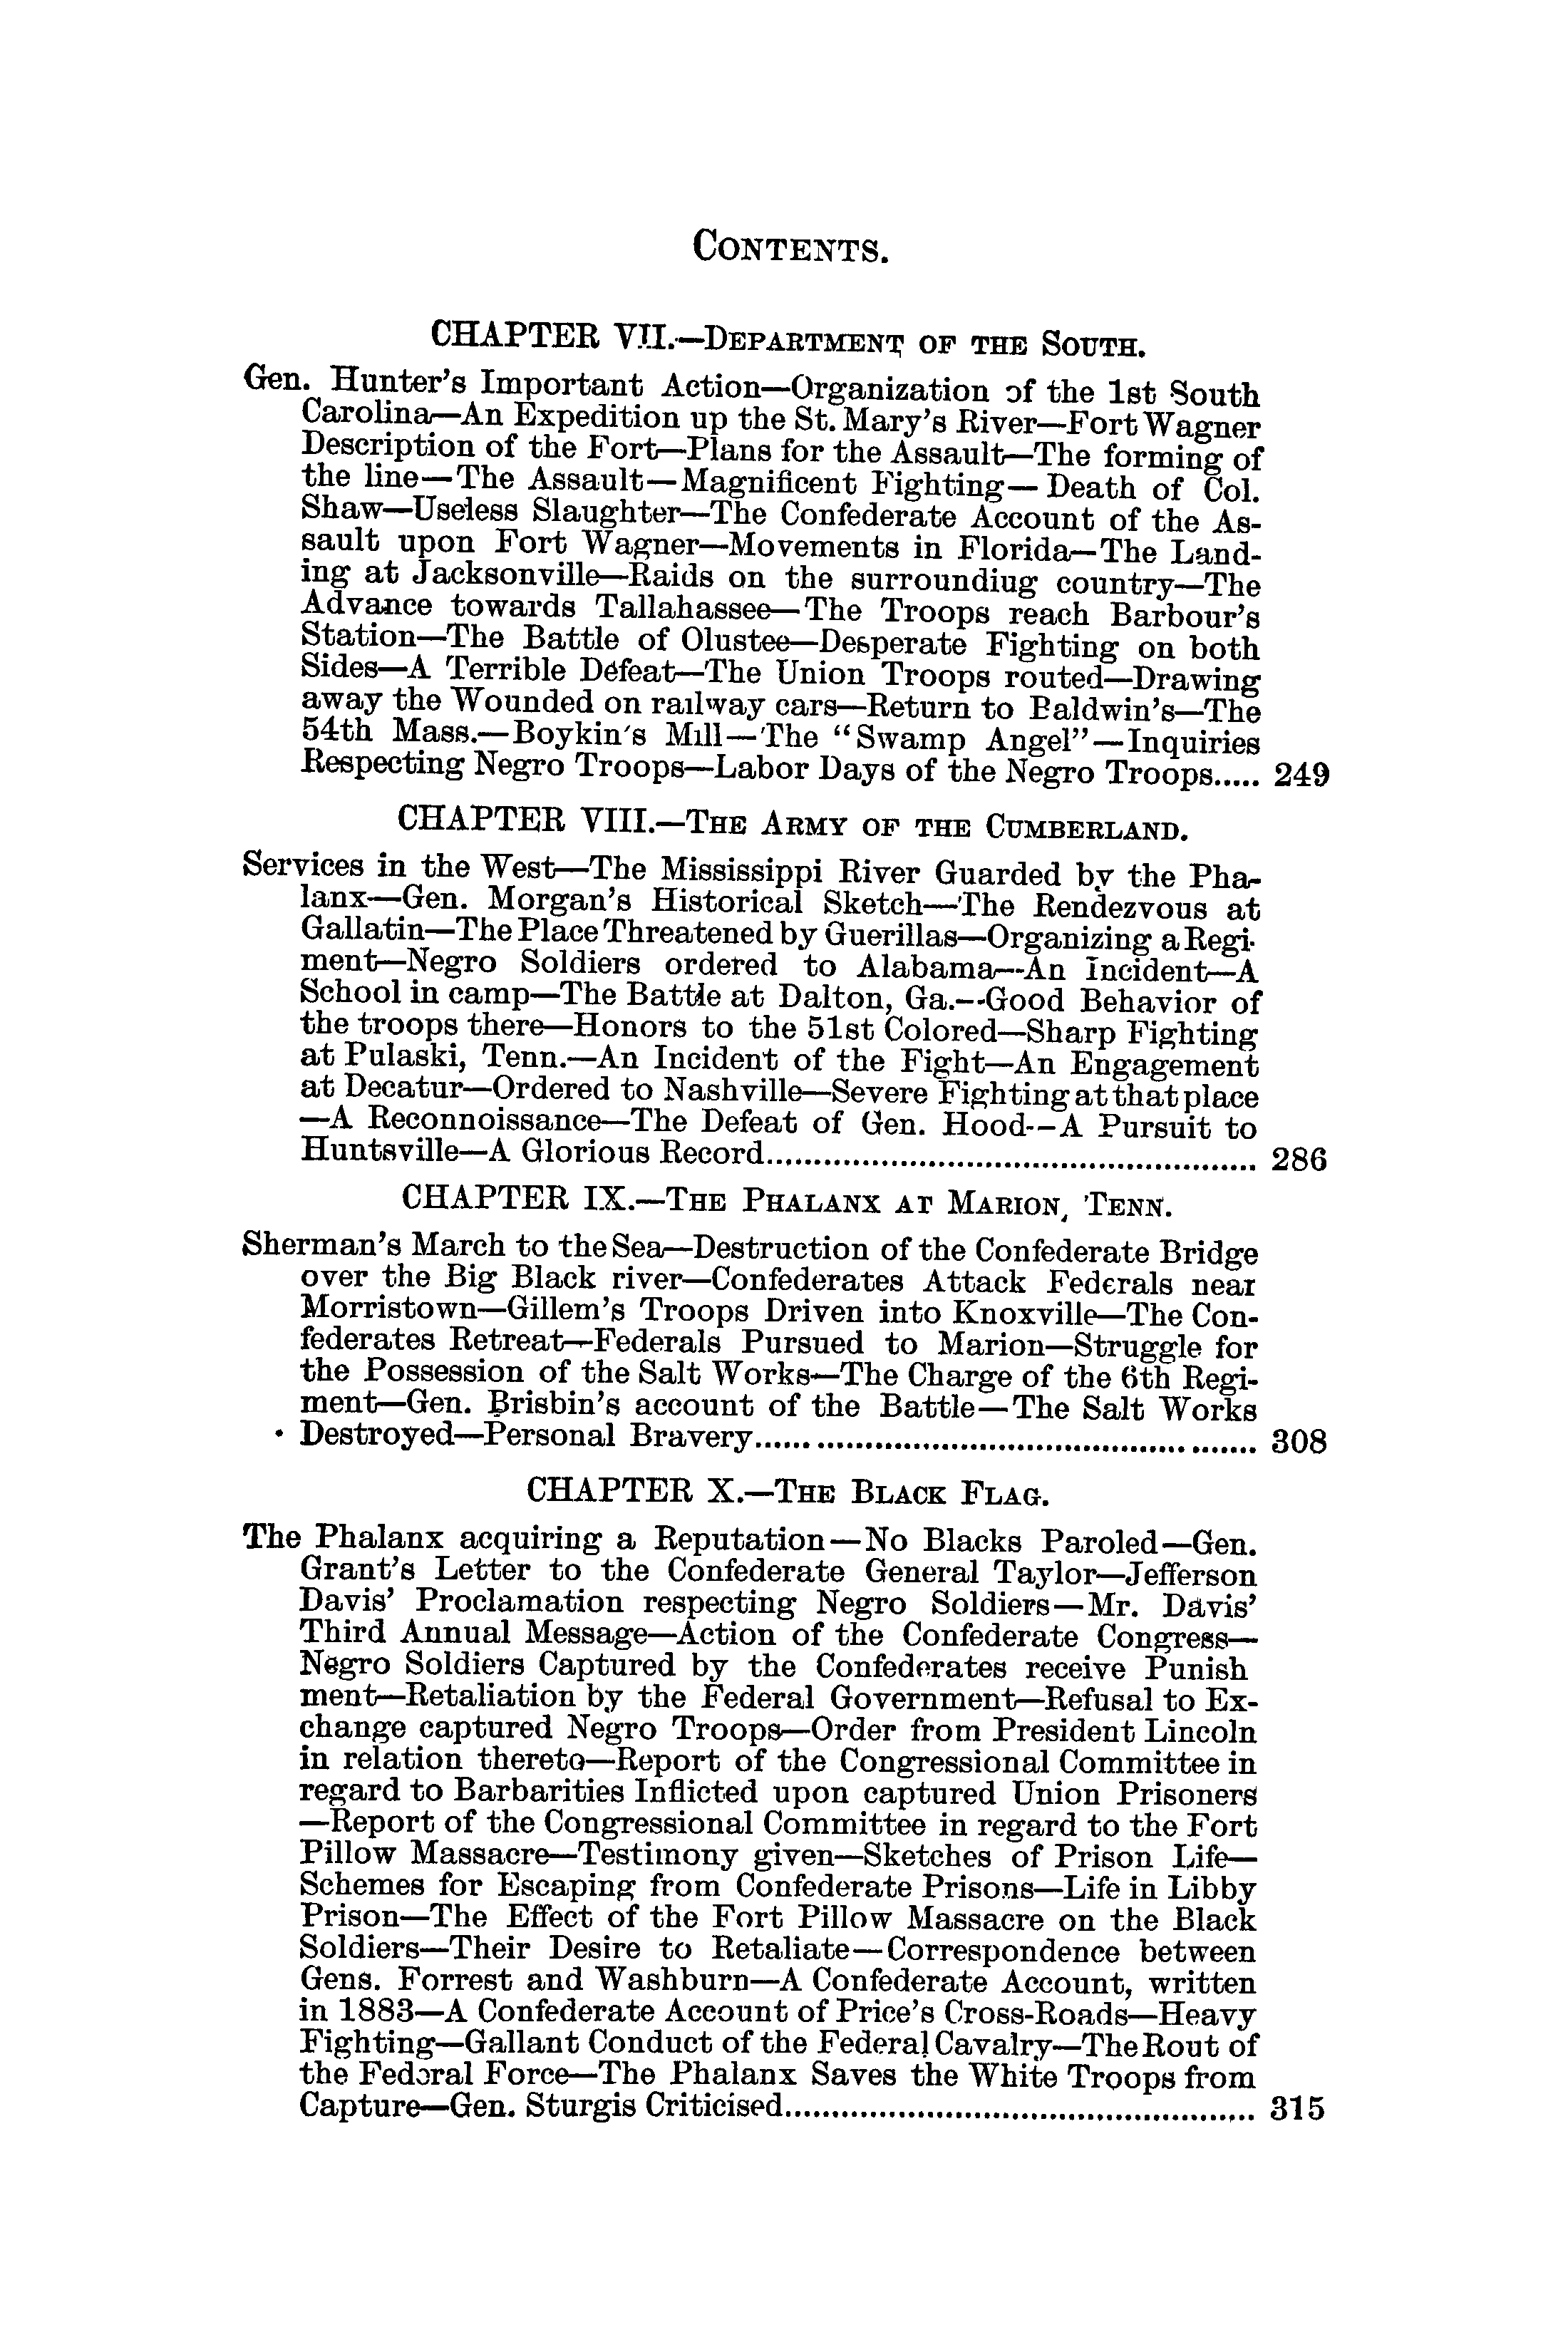 CONTENTS.
CHAPTER VII.—DEPARTMENT OF THE SOUTH.
Gen. Hunter's Important Action—Organization of the 1st South
Carolina—An Expedition up the St. Mary's River—Fort Wagner
Description of the Fort—Plans for the Assault—The forming of
the line—The Assault—Magnificent Fighting—Death of Col.
Shaw—Useless Slaughter—The Confederate Account of the As-
sault upon Fort Wagner—Movements in Florida—The Land-
ing at Jacksonville—Raids on the surroundiug country—The
Advance towards Tallahassee—The Troops reach Barbour's
Station—The Battle of Olustee—Desperate Fighting on both
Sides—A Terrible Defeat—The Union Troops routed—Drawing
away the Wounded on railway cars—Return to Baldwin's—The
54th Mass.—Boykin's Mill—The "Swamp Angel"—Inquiries
Respecting Negro Troops—Labor Days of the Negro Troops..... 249
CHAPTER VIII.—THE ARMY OF THE CUMBERLAND.
Services in the West—The Mississippi River Guarded by the Pha-
lanx—Gen. Morgan's Historical Sketch—The Rendezvous at
Gallatin—The Place Threatened by Guerillas—Organizing a Regi-
ment—Negro Soldiers ordered to Alabama—An Incident—A
School in camp—The Battle at Dalton, Ga.—Good Behavior of
the troops there—Honors to the 51st Colored—Sharp Fighting
at Pulaski, Tenn.—An Incident of the Fight—An Engagement
at Decatur—Ordered to Nashville—Severe Fighting at that place
—A Reconnoissance—The Defeat of Gen. Hood—A Pursuit to
Huntsville—A Glorious Record.................................................... 286
CHAPTER IX.—THE PHALANX AT MARION, TENN.
Sherman's March to the Sea—Destruction of the Confederate Bridge
over the Big Black river—Confederates Attack Federals near
Morristown—Gillem's Troops Driven into Knoxville—The Con-
federates Retreat—Federals Pursued to Marion—Struggle for
the Possession of the Salt Works—The Charge of the 6th Regi-
ment—Gen. Brisbin's account of the Battle—The Salt Works
Destroyed—Personal Bravery..................................................... 308
CHAPTER X.—THE BLACK FLAG.
The Phalanx acquiring a Reputation—No Blacks Paroled—Gen.
Grant's Letter to the Confederate General Taylor—Jefferson
Davis' Proclamation respecting Negro Soldiers—Mr. Davis'
Third Annual Message—Action of the Confederate Congress—
Negro Soldiers Captured by the Confederates receive Punish
ment—Retaliation by the Federal Government—Refusal to Ex-
change captured Negro Troops—Order from President Lincoln
in relation thereto—Report of the Congressional Committee in
regard to Barbarities Inflicted upon captured Union Prisoners
—Report of the Congressional Committee in regard to the Fort
Pillow Massacre—Testimony given—Sketches of Prison Life—
Schemes for Escaping from Confederate Prisons—Life in Libby
Prison—The Effect of the Fort Pillow Massacre on the Black
Soldiers—Their Desire to Retaliate—Correspondence between
Gens. Forrest and Washburn—A Confederate Account, written
in 1883—A Confederate Account of Price's Cross-Roads—Heavy
Fighting—Gallant Conduct of the Federal Cavalry—The Rout of
the Federal Force—The Phalanx Saves the White Troops from
Capture—Gen. Sturgis Criticised.................................................. 315